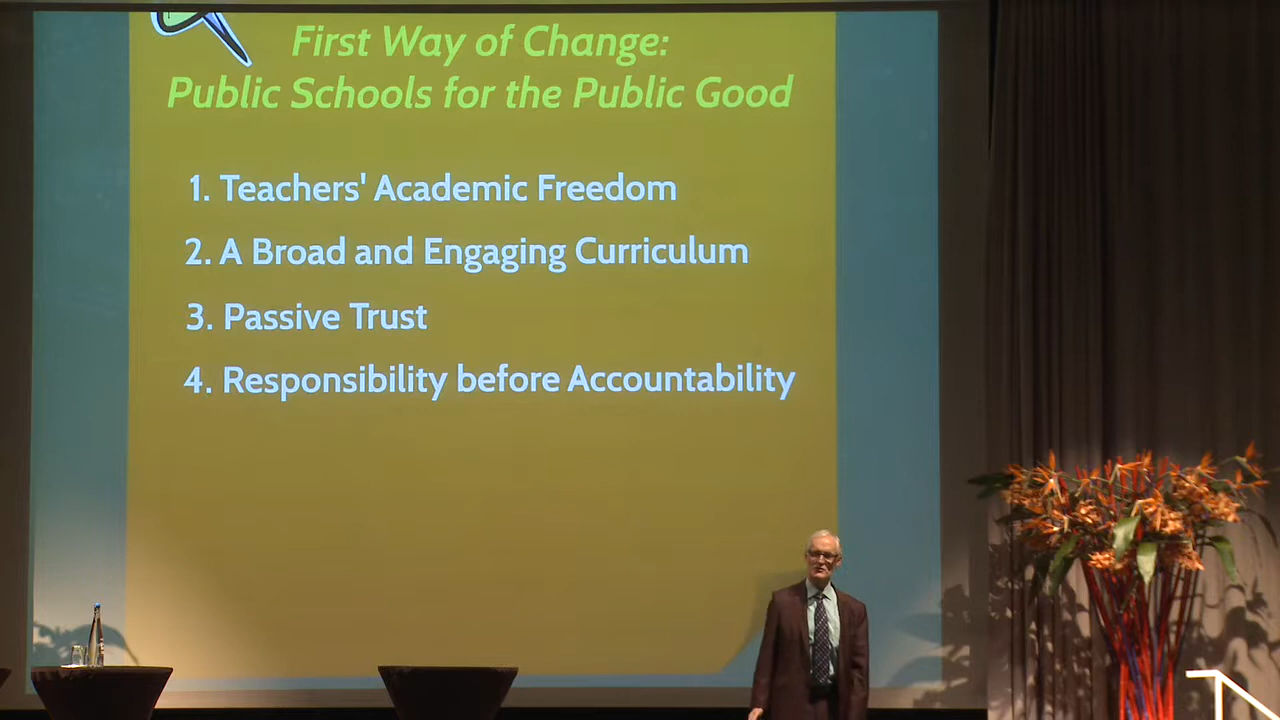 First Way of Change:
Public Schools for the Public Good
1. Teachers' Academic Freedom
2. A Broad and Engaging Curriculum
3. Passive Trust
4. Responsibility before Accountability